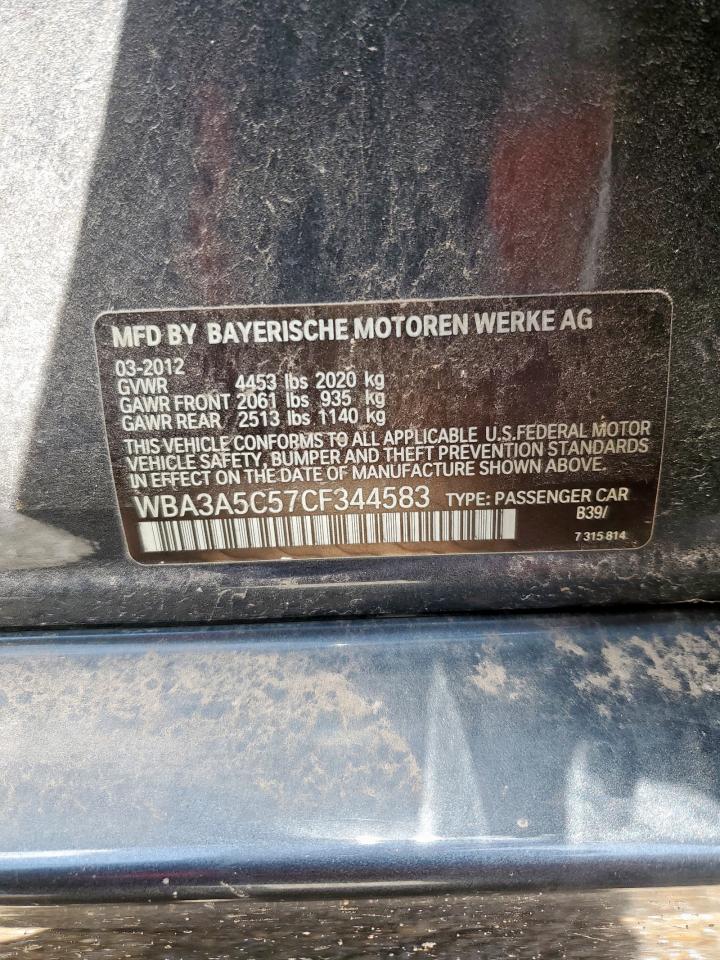 MFD BY BAYERISCHE MOTOREN WERKE AG
03-2012
GVWR 4453 lbs 2020 kg
GAWR FRONT 2061 lbs 935 kg
GAWR REAR 2513 lbs 1140 kg
THIS VEHICLE CONFORMS TO ALL APPLICABLE U.S.FEDERAL MOTOR
VEHICLE SAFETY, BUMPER AND THEFT PREVENTION STANDARDS
IN EFFECT ON THE DATE OF MANUFACTURE SHOWN ABOVE.
WBA3A5C57CF344583 TYPE: PASSENGER CAR
B39/
7 315 814